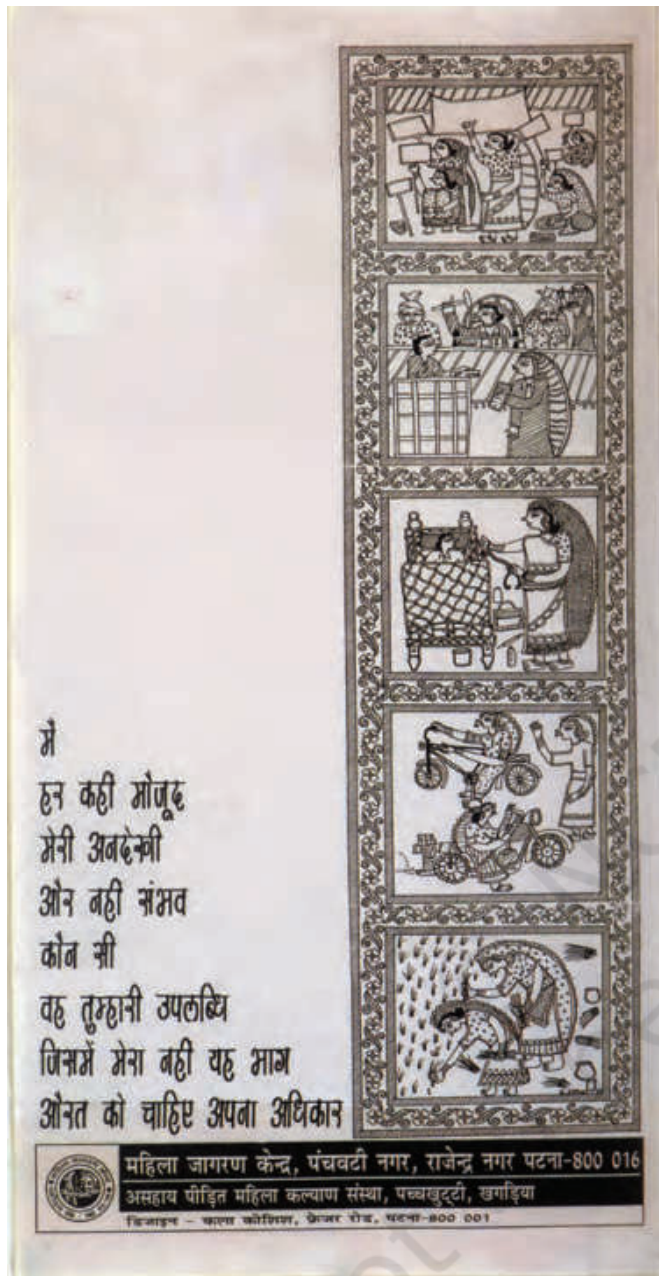 मैं
हर कहीं मौजूद
मेरी अनदेखी
और नहीं संभव
कौन सी
वह तुम्हारी उपलब्धि
जिसमें मेरा नहीं यह भाग
औरत को चाहिए अपना अधिकार
महिला जागरण केन्द्र, पंचवटी नगर, राजेन्द्र नगर पटना-800 016
असहाय पीड़ित महिला कल्याण संस्था, पच्चखुट्टी, खगड़िया
डिजाइन - कला कोशिश, फ्रेजर रोड, पटना-800 001